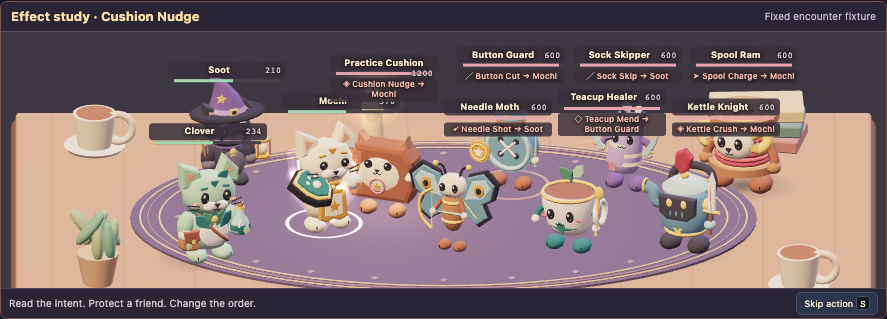 Effect study · Cushion Nudge
Fixed encounter fixture
Soot 210
Practice Cushion
1200
Cushion Nudge →
Mochi
Button Guard 600
Button Cut → Mochi
Sock Skipper 600
Sock Skip → Soot
Spool Ram 600
Spool Charge → Mochi
Mochi
Needle Moth 600
Needle Shot → Soot
Teacup Healer 600
Teacup Mend →
Button Guard
Kettle Knight 600
Kettle Crush → Mochi
Clover 234
Read the intent. Protect a friend. Change the order.
Skip action S